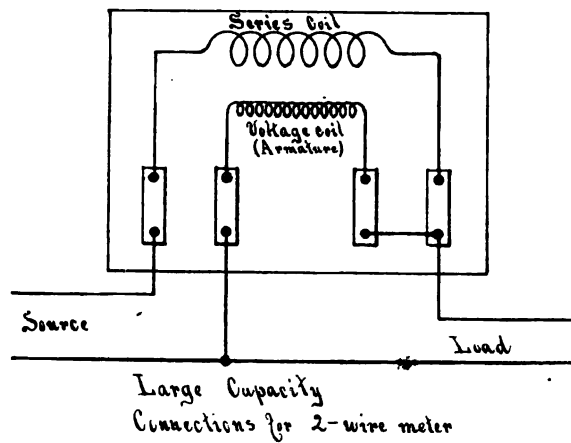 Series Coil
Voltage coil
(Armature)
Source
Load
Large Capacity
Connections for 2-wire meter